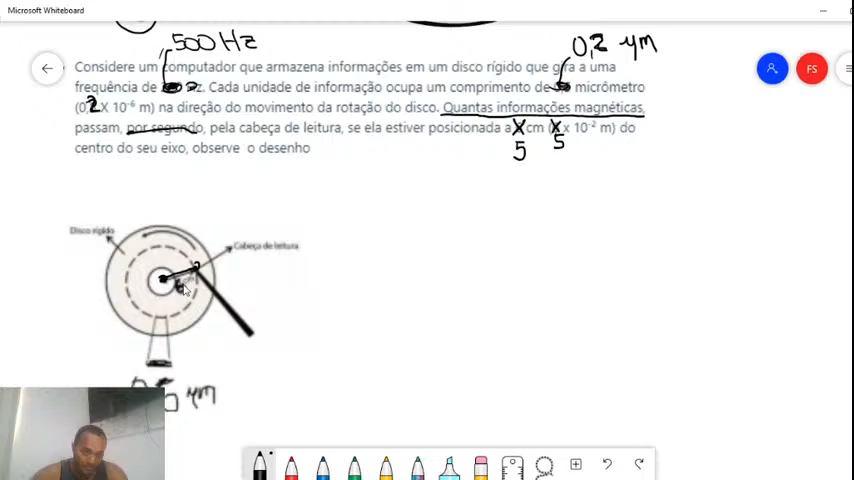 Microsoft Whiteboard
500 Hz
0,2 μm
Considere um computador que armazena informações em um disco rígido que gira a uma
frequência de Hz. Cada unidade de informação ocupa um comprimento de micrômetro
(0,2 X 10⁻⁶ m) na direção do movimento da rotação do disco. Quantas informações magnéticas,
passam, por segundo, pela cabeça de leitura, se ela estiver posicionada a cm ( x 10⁻² m) do
5 5
centro do seu eixo, observe o desenho
Disco rígido
Cabeça de leitura
μm
FS